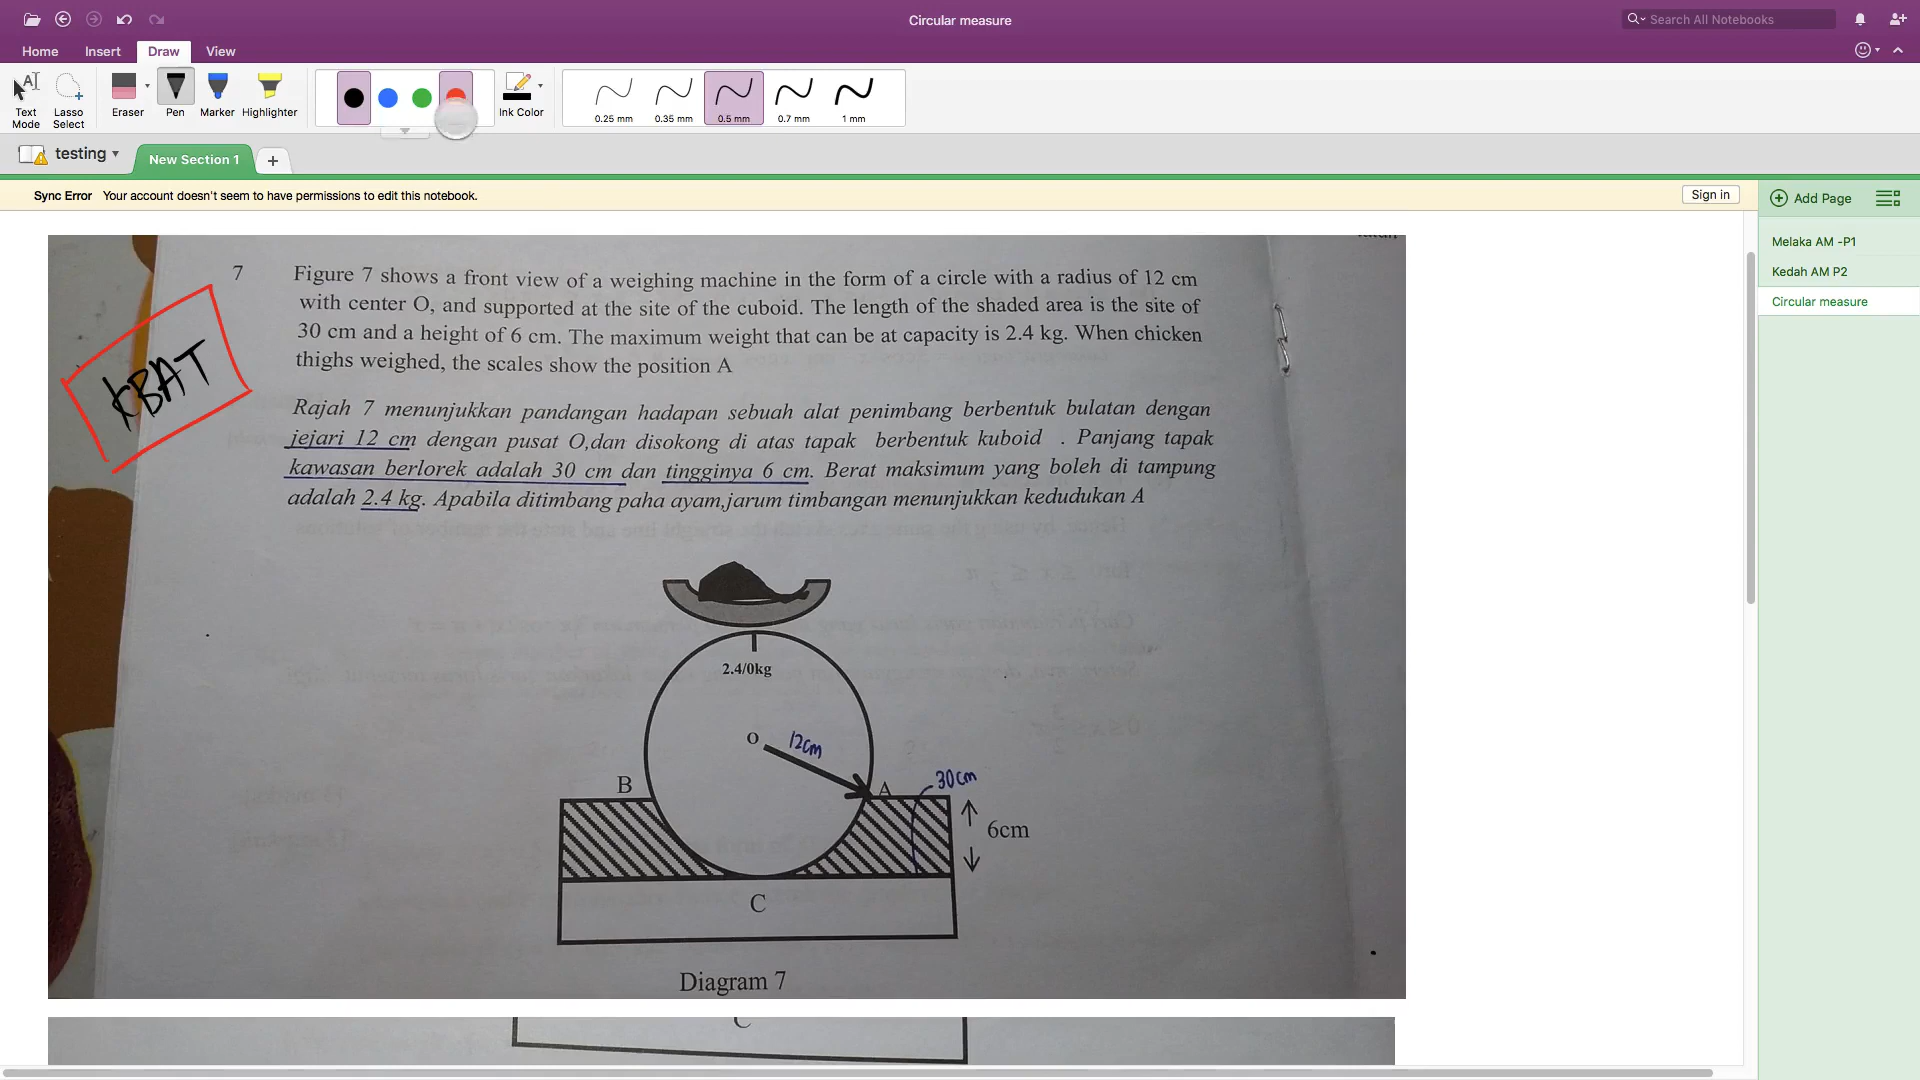 Circular measure
Search All Notebooks
Home
Insert
Draw
View
Text Mode
Lasso Select
Eraser
Pen
Marker
Highlighter
Ink Color
0.25 mm
0.35 mm
0.5 mm
0.7 mm
1 mm
testing
New Section 1
Sync Error Your account doesn't seem to have permissions to edit this notebook.
Sign in
Add Page
Melaka AM -P1
Kedah AM P2
Circular measure
KBAT
7 Figure 7 shows a front view of a weighing machine in the form of a circle with a radius of 12 cm
with center O, and supported at the site of the cuboid. The length of the shaded area is the site of
30 cm and a height of 6 cm. The maximum weight that can be at capacity is 2.4 kg. When chicken
thighs weighed, the scales show the position A
Rajah 7 menunjukkan pandangan hadapan sebuah alat penimbang berbentuk bulatan dengan
jejari 12 cm dengan pusat O,dan disokong di atas tapak berbentuk kuboid . Panjang tapak
kawasan berlorek adalah 30 cm dan tingginya 6 cm. Berat maksimum yang boleh di tampung
adalah 2.4 kg. Apabila ditimbang paha ayam,jarum timbangan menunjukkan kedudukan A
2.4/0kg
O
12cm
B
A
30cm
6cm
C
Diagram 7
C